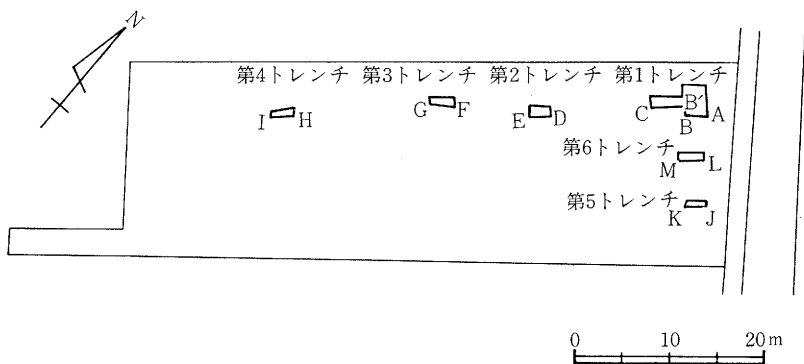 N
第4トレンチ 第3トレンチ 第2トレンチ 第1トレンチ
I H G F E D C B′ A
B
第6トレンチ
M L
第5トレンチ
K J
0 10 20m